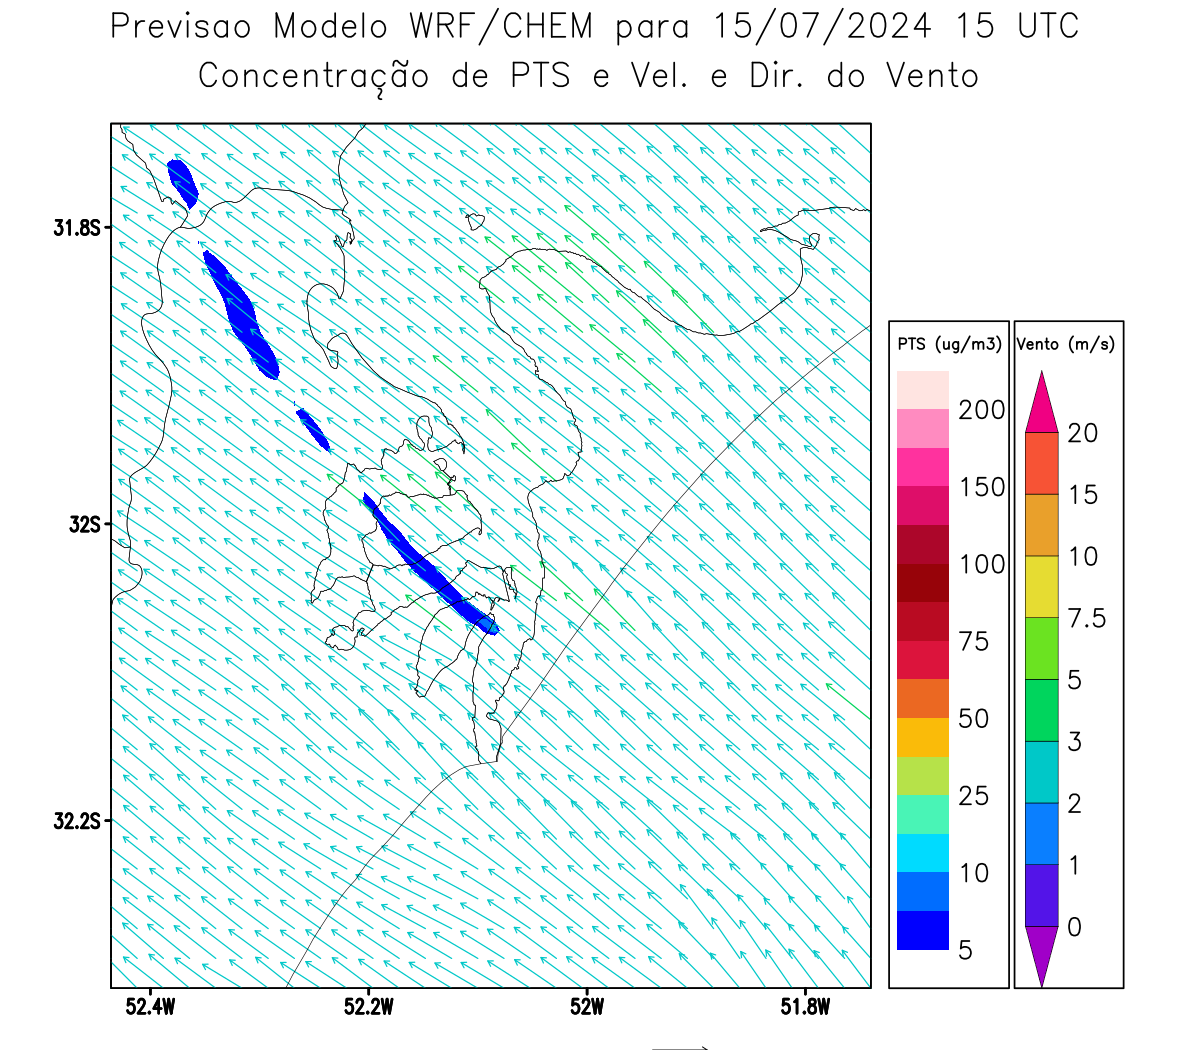 Previsao Modelo WRF/CHEM para 15/07/2024 15 UTC
Concentração de PTS e Vel. e Dir. do Vento
31.8S
32S
32.2S
52.4W 52.2W 52W 51.8W
PTS (ug/m3)
200
150
100
75
50
25
10
5
Vento (m/s)
20
15
10
7.5
5
3
2
1
0